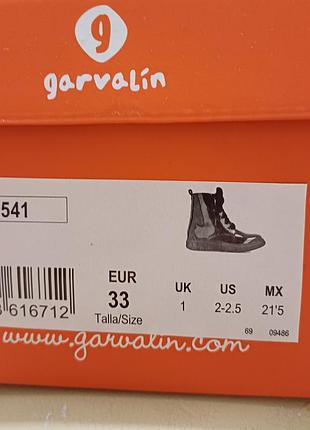 g
garvalín
541
EUR UK US MX
33 1 2-2.5 21'5
Talla/Size
616712
69 09486
www.garvalin.com